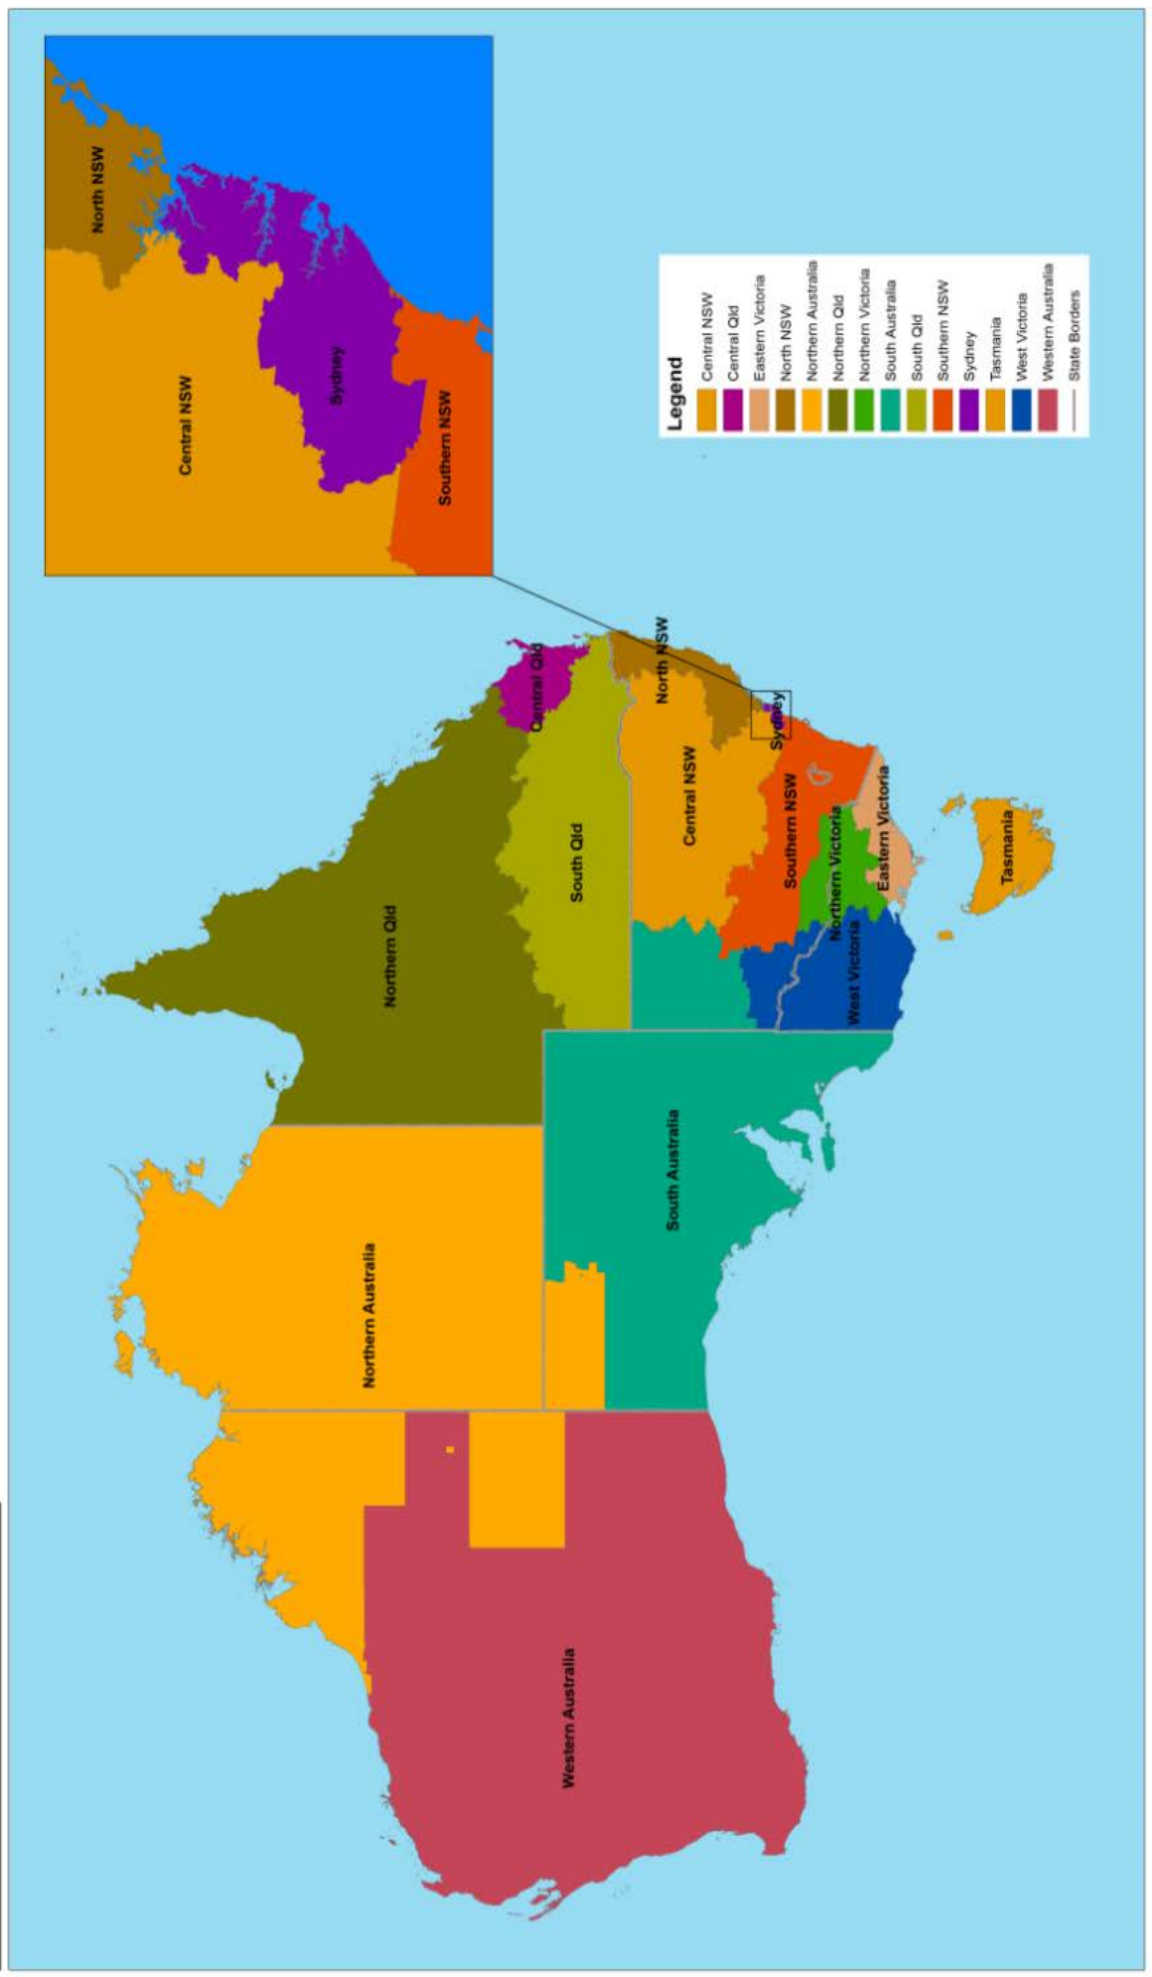 North NSW
Central NSW
Sydney
Southern NSW
Central Qld
North NSW
Northern Qld
South Qld
Central NSW
Sydney
Southern NSW
Northern Victoria
Eastern Victoria
West Victoria
Tasmania
Northern Australia
South Australia
Western Australia
Legend
Central NSW
Central Qld
Eastern Victoria
North NSW
Northern Australia
Northern Qld
Northern Victoria
South Australia
South Qld
Southern NSW
Sydney
Tasmania
West Victoria
Western Australia
State Borders